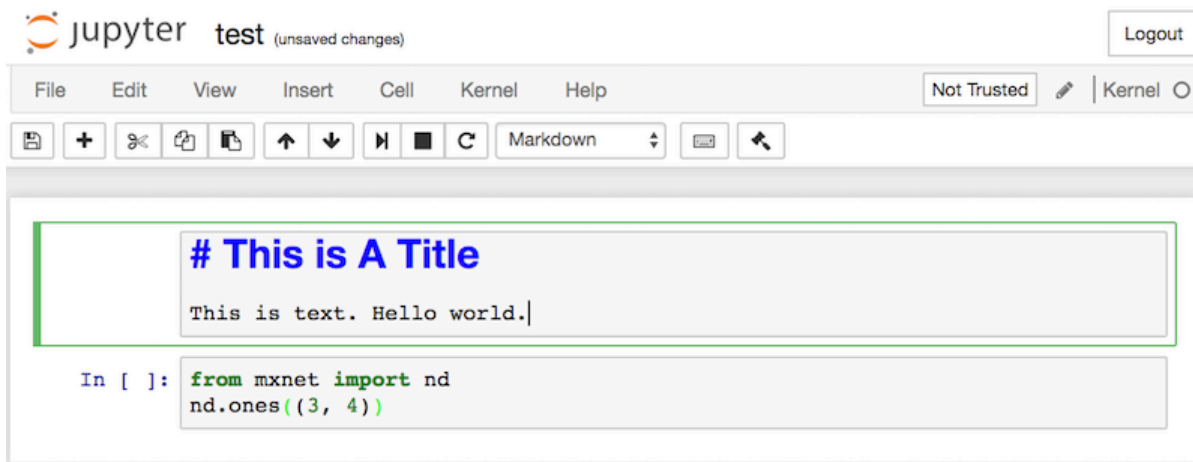 jupyter test (unsaved changes) Logout
File Edit View Insert Cell Kernel Help Not Trusted Kernel
Markdown
# This is A Title
This is text. Hello world.
In [ ]: from mxnet import nd
nd.ones((3, 4))